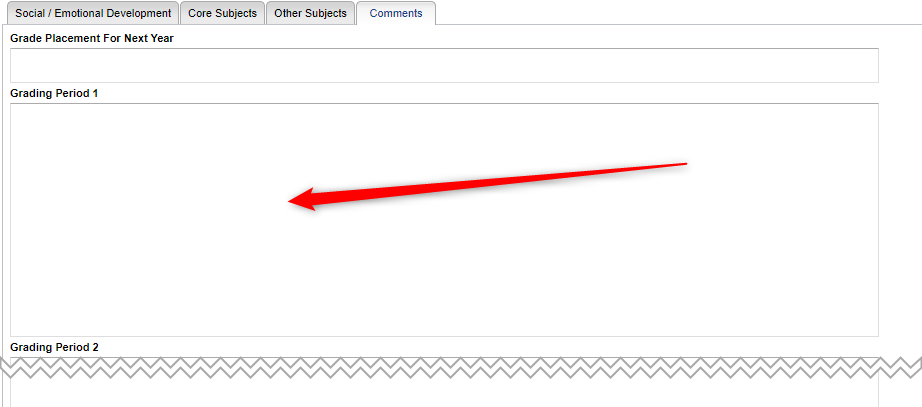 Social / Emotional Development Core Subjects Other Subjects Comments
Grade Placement For Next Year
Grading Period 1
Grading Period 2